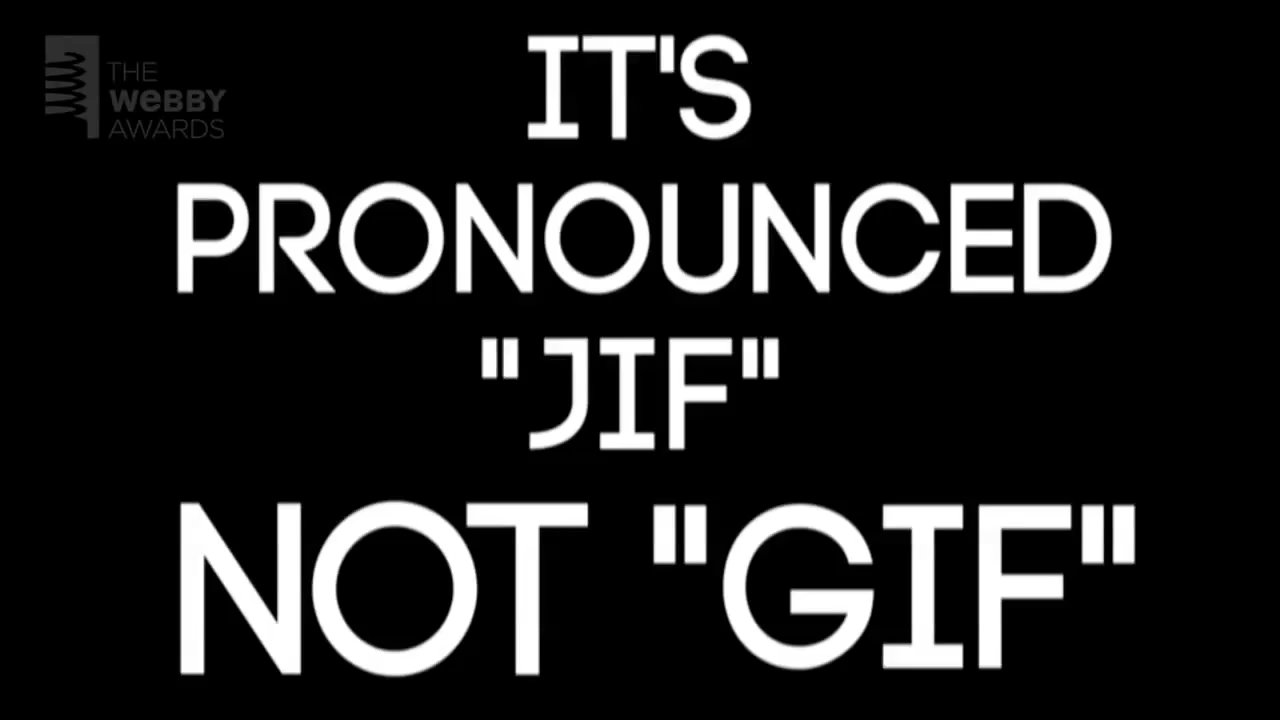 THE
WeBBY
AWARDS
IT'S
PRONOUNCED
"JIF"
NOT "GIF"